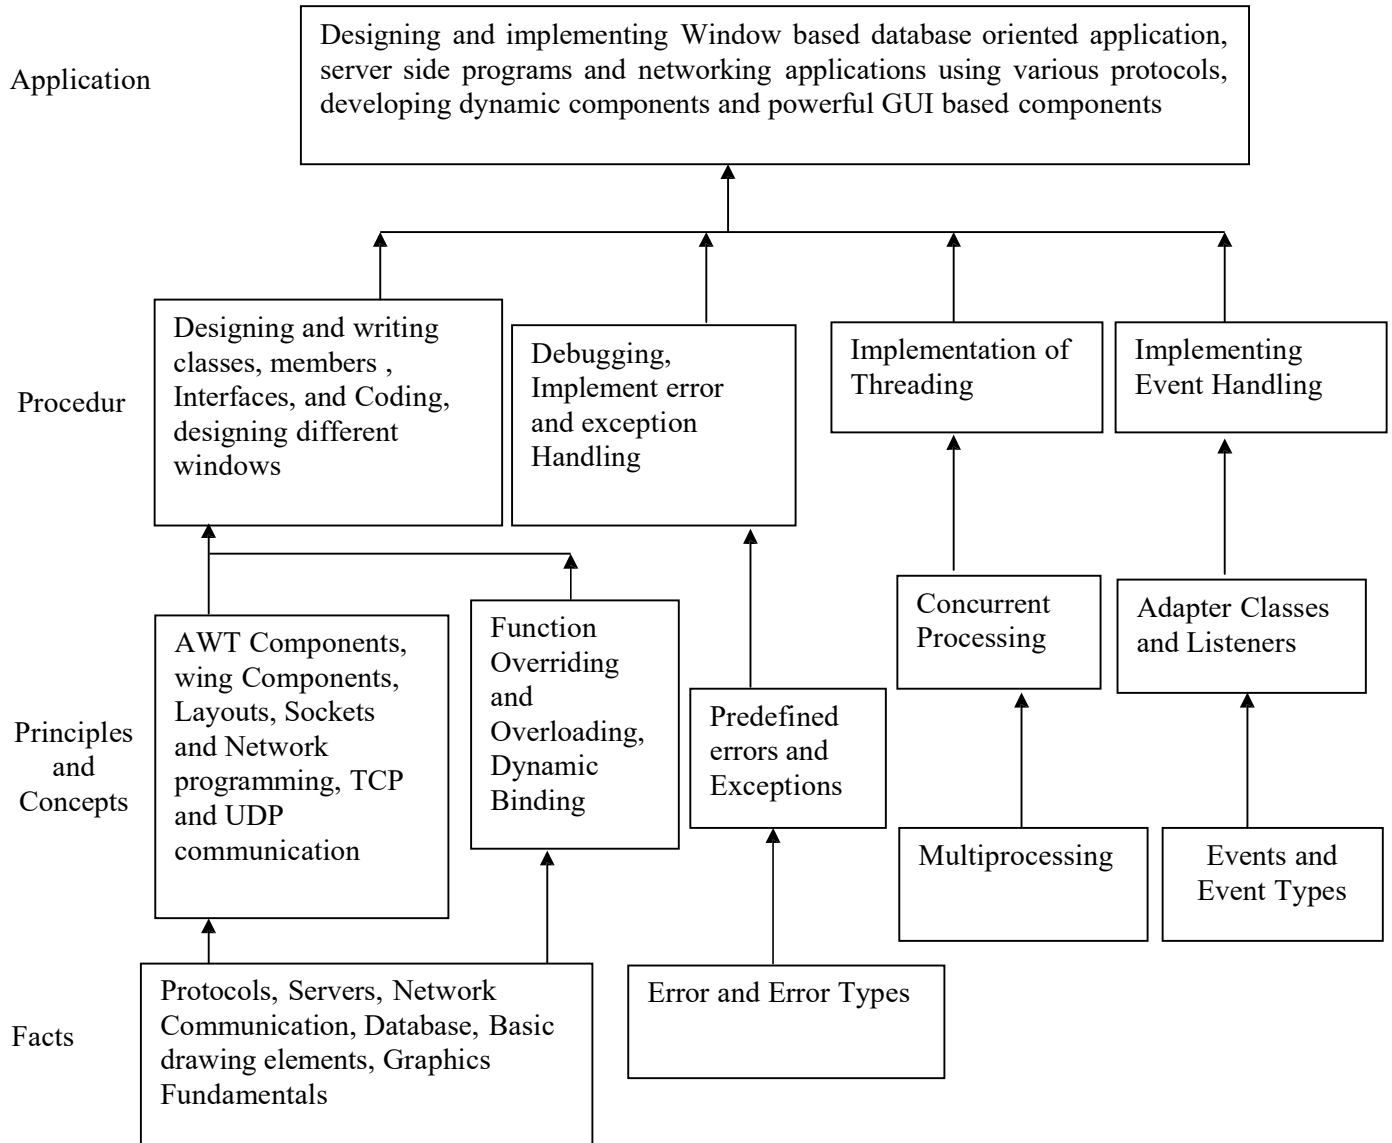 Application
Designing and implementing Window based database oriented application,
server side programs and networking applications using various protocols,
developing dynamic components and powerful GUI based components
Procedur
Designing and writing
classes, members ,
Interfaces, and Coding,
designing different
windows
Debugging,
Implement error
and exception
Handling
Implementation of
Threading
Implementing
Event Handling
Principles
and
Concepts
AWT Components,
wing Components,
Layouts, Sockets
and Network
programming, TCP
and UDP
communication
Function
Overriding
and
Overloading,
Dynamic
Binding
Predefined
errors and
Exceptions
Concurrent
Processing
Adapter Classes
and Listeners
Multiprocessing
Events and
Event Types
Facts
Protocols, Servers, Network
Communication, Database, Basic
drawing elements, Graphics
Fundamentals
Error and Error Types